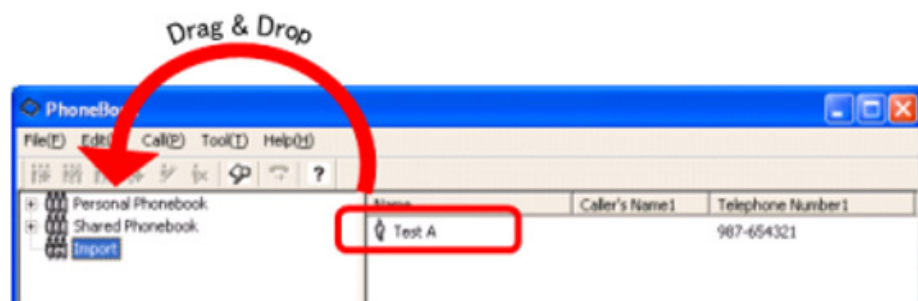 Drag & Drop
PhoneBo
File(F) Edit( Call(P) Tool(T) Help(H)
?
Personal Phonebook
Name Caller's Name1 Telephone Number1
Shared Phonebook
Test A 987-654321
Import